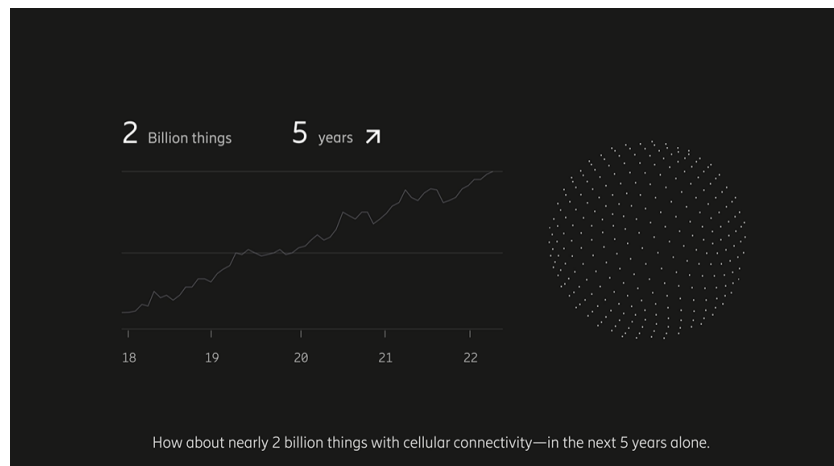 2 Billion things 5 years
18 19 20 21 22
How about nearly 2 billion things with cellular connectivity—in the next 5 years alone.